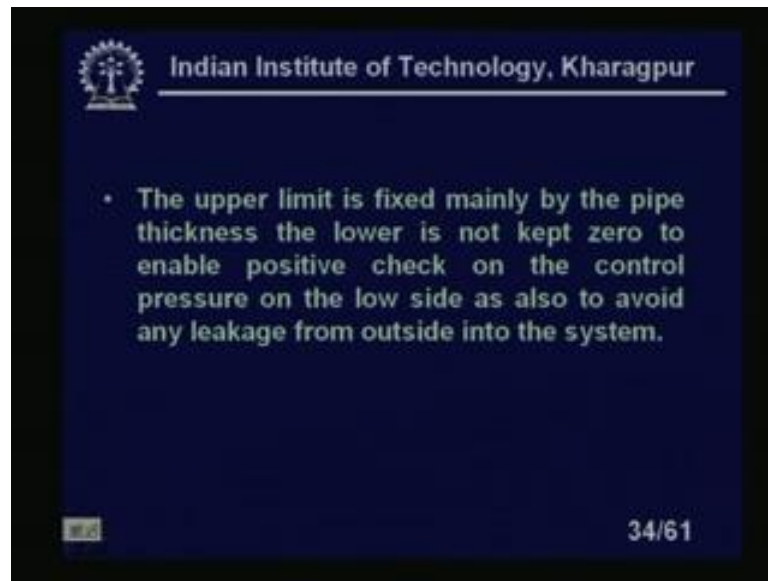 Indian Institute of Technology, Kharagpur
• The upper limit is fixed mainly by the pipe
thickness the lower is not kept zero to
enable positive check on the control
pressure on the low side as also to avoid
any leakage from outside into the system.
34/61